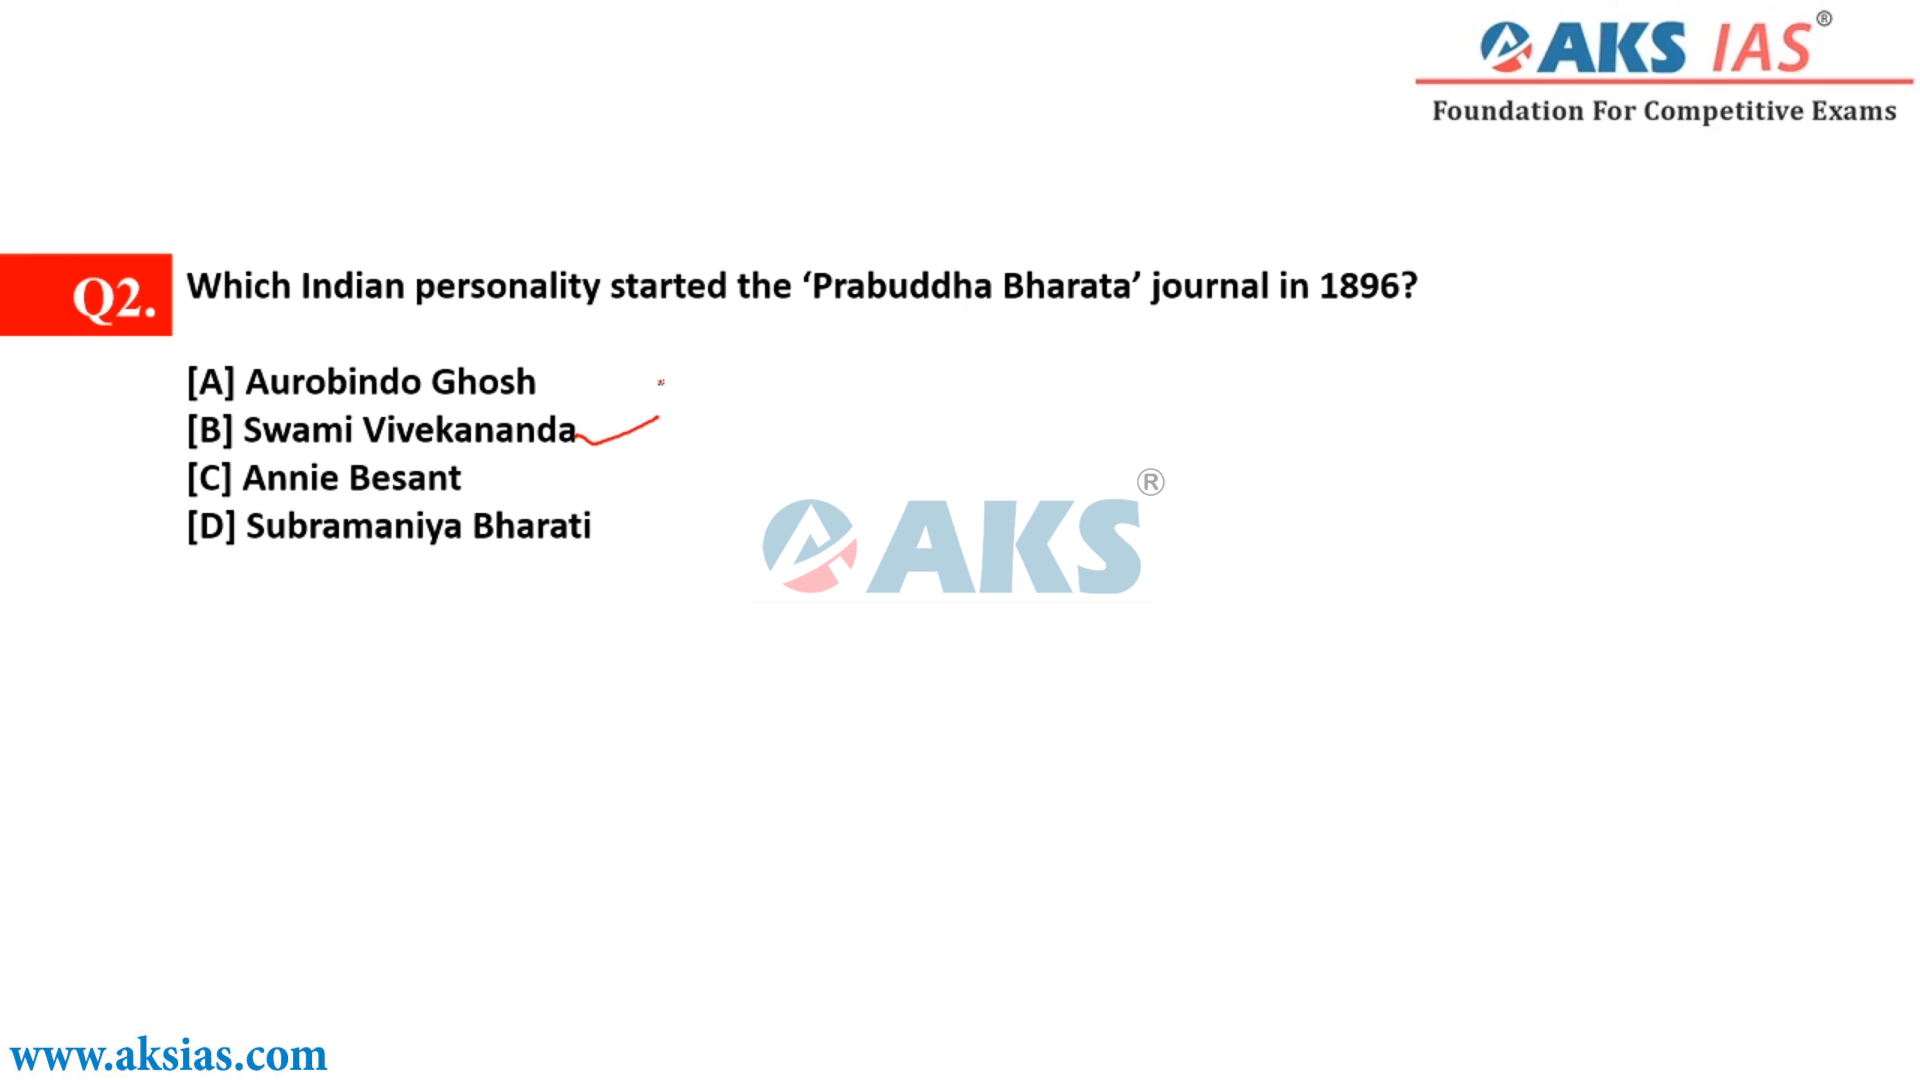 AKS IAS®
Foundation For Competitive Exams
Q2. Which Indian personality started the ‘Prabuddha Bharata’ journal in 1896?
[A] Aurobindo Ghosh
[B] Swami Vivekananda
[C] Annie Besant
[D] Subramaniya Bharati
AKS®
www.aksias.com